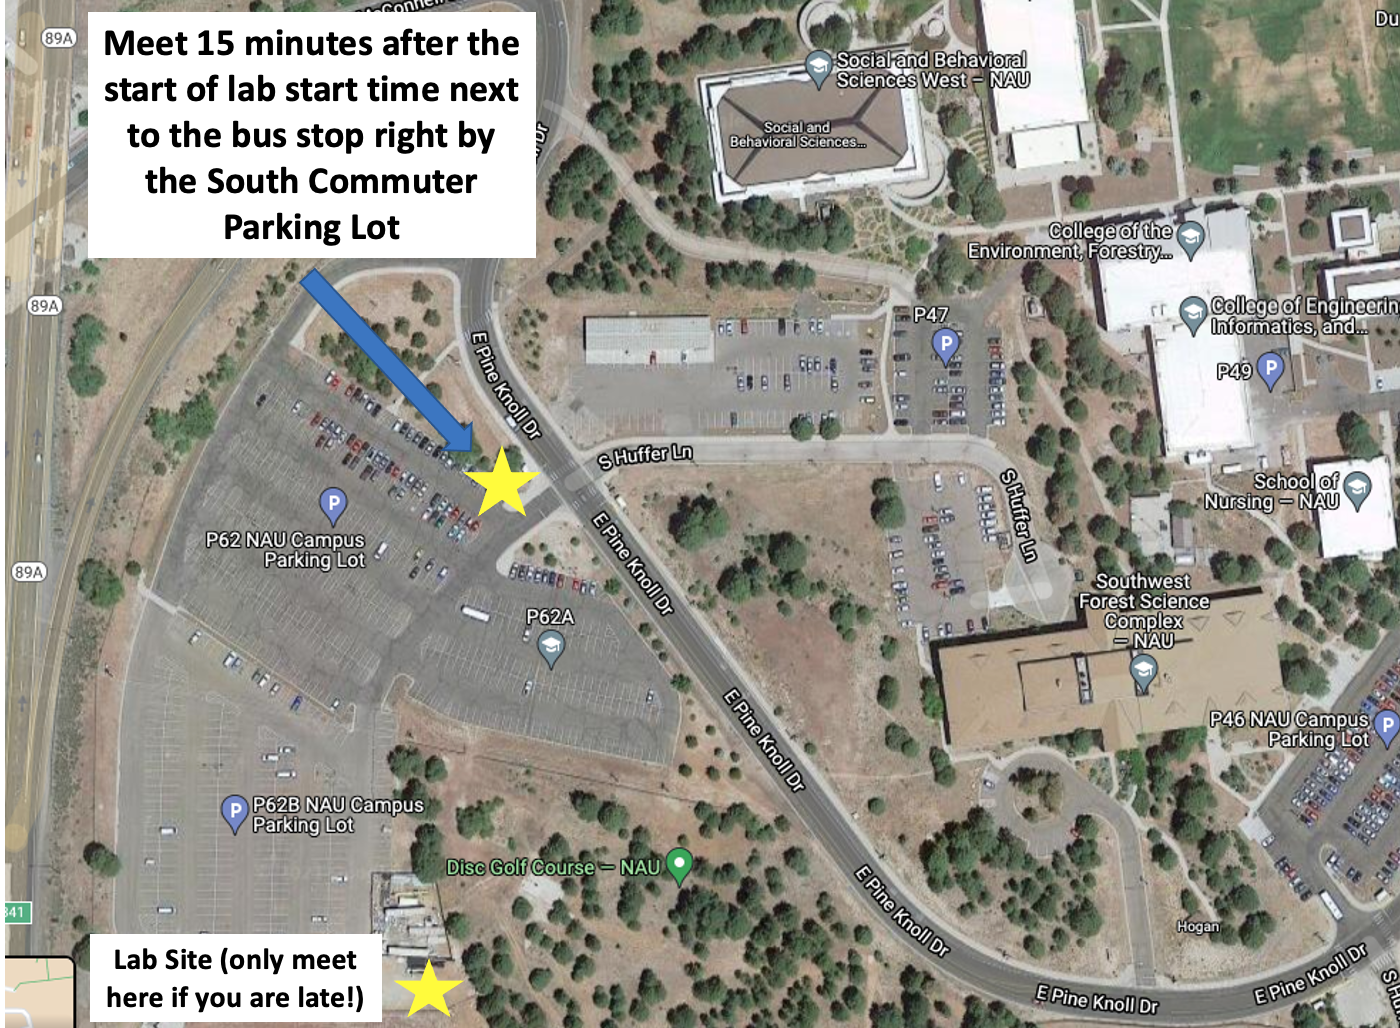 McConnell
89A
Meet 15 minutes after the
start of lab start time next
to the bus stop right by
the South Commuter
Parking Lot
Dr
Du
Social and Behavioral
Sciences West – NAU
Social and
Behavioral Sciences...
College of the
Environment, Forestry...
89A
College of Engineerin
Informatics, and...
P47
P
P49
P
E Pine Knoll Dr
S Huffer Ln
S Huffer Ln
School of
Nursing – NAU
P
P62 NAU Campus
Parking Lot
E Pine Knoll Dr
89A
Southwest
Forest Science
Complex
– NAU
P62A
E Pine Knoll Dr
P46 NAU Campus
Parking Lot
P
P
P62B NAU Campus
Parking Lot
Disc Golf Course – NAU
E Pine Knoll Dr
341
Hogan
Lab Site (only meet
here if you are late!)
E Pine Knoll Dr
E Pine Knoll Dr